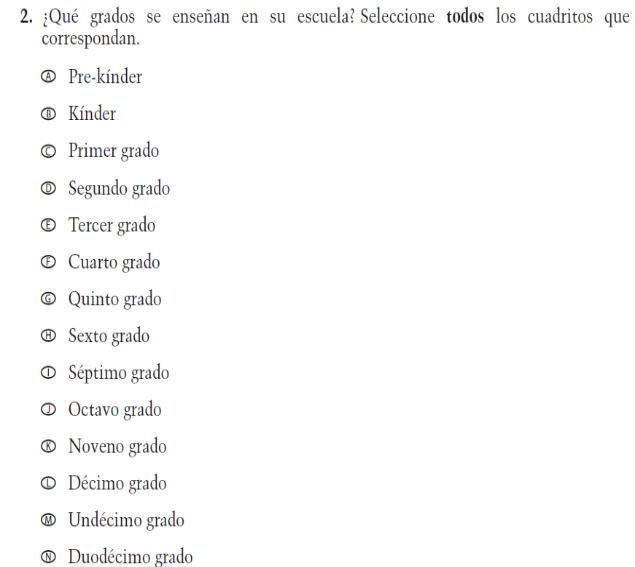 2. ¿Qué grados se enseñan en su escuela? Seleccione todos los cuadritos que
correspondan.
Ⓐ Pre-kínder
Ⓑ Kínder
Ⓒ Primer grado
Ⓓ Segundo grado
Ⓔ Tercer grado
Ⓕ Cuarto grado
Ⓖ Quinto grado
Ⓗ Sexto grado
Ⓘ Séptimo grado
Ⓙ Octavo grado
Ⓚ Noveno grado
Ⓛ Décimo grado
Ⓜ Undécimo grado
Ⓝ Duodécimo grado